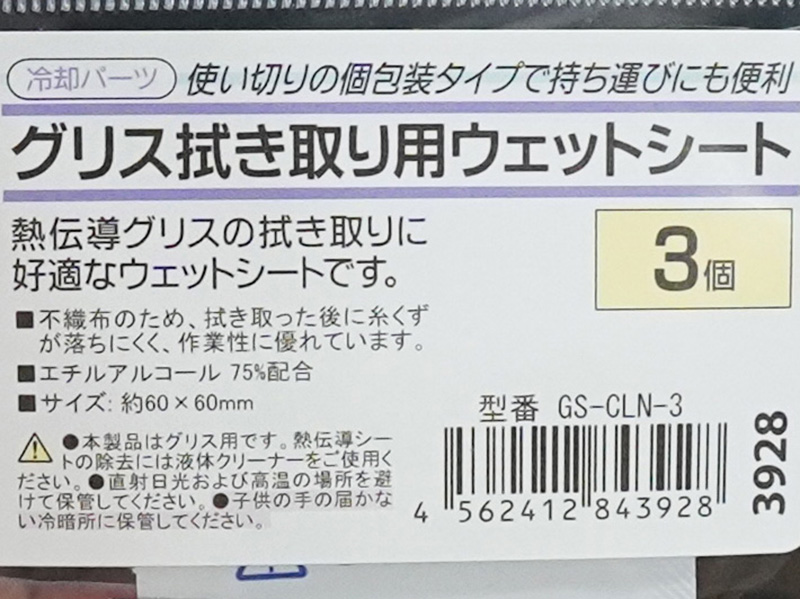 冷却パーツ 使い切りの個包装タイプで持ち運びにも便利
グリス拭き取り用ウェットシート
熱伝導グリスの拭き取りに
好適なウェットシートです。
3個
■不織布のため、拭き取った後に糸くず
が落ちにくく、作業性に優れています。
■エチルアルコール 75%配合
■サイズ: 約60×60mm
⚠●本製品はグリス用です。熱伝導シー
トの除去には液体クリーナーをご使用く
ださい。●直射日光および高温の場所を避
けて保管してください。●子供の手の届かな
い冷暗所に保管してください。
型番 GS-CLN-3
4 562412 843928
3928